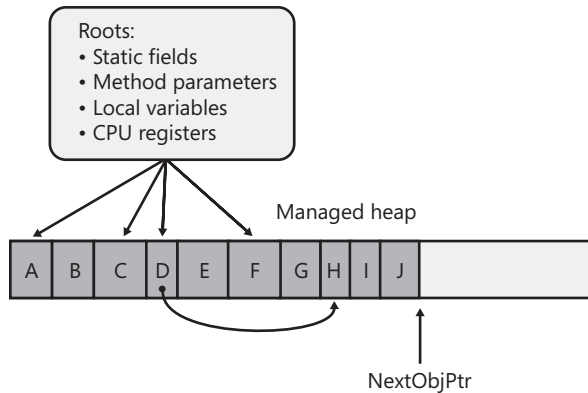 Roots:
• Static fields
• Method parameters
• Local variables
• CPU registers
Managed heap
A B C D E F G H I J
NextObjPtr